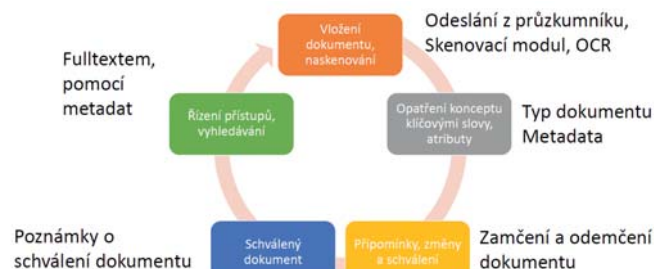 Vložení
dokumentu,
naskenování
Odeslání z průzkumníku,
Skenovací modul, OCR
Opatření konceptu
klíčovými slovy,
atributy
Typ dokumentu
Metadata
Připomínky, změny
a schválení
Zamčení a odemčení
dokumentu
Schválený
dokument
Poznámky o
schválení dokumentu
Řízení přístupů,
vyhledávání
Fulltextem,
pomocí
metadat